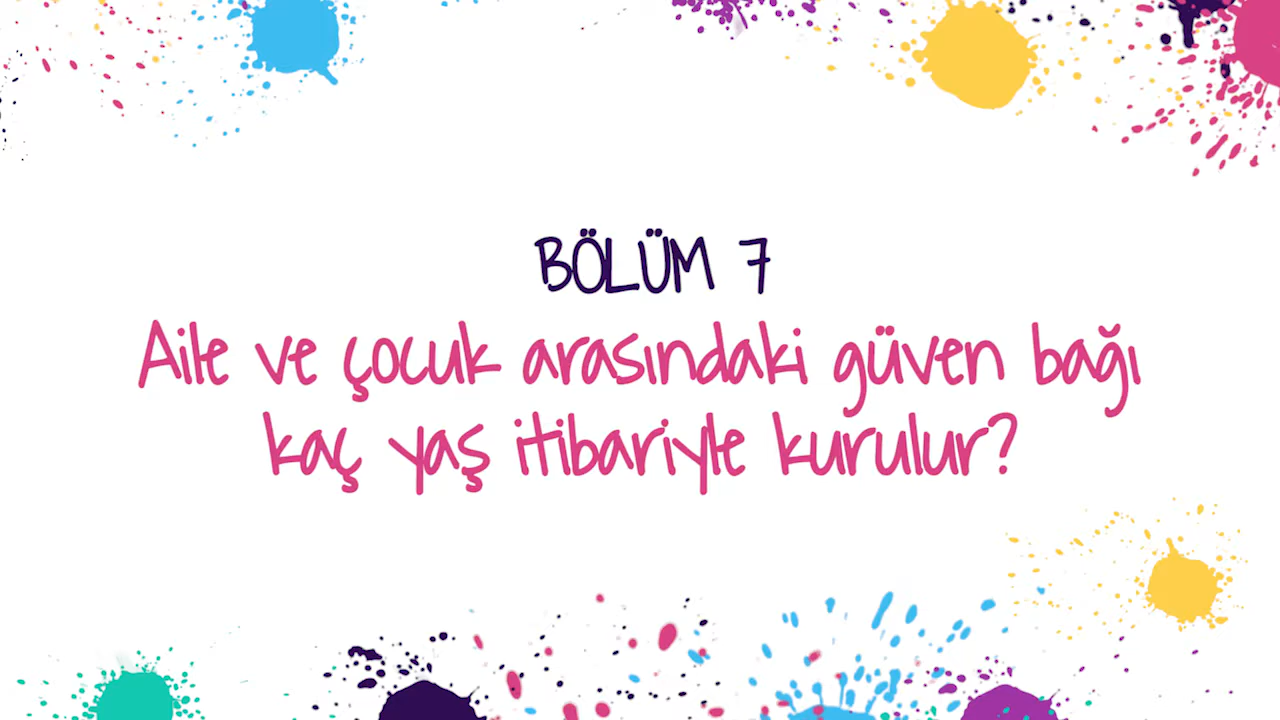 BÖLÜM 7
Aile ve çocuk arasındaki güven bağı
kaç yaş itibariyle kurulur?